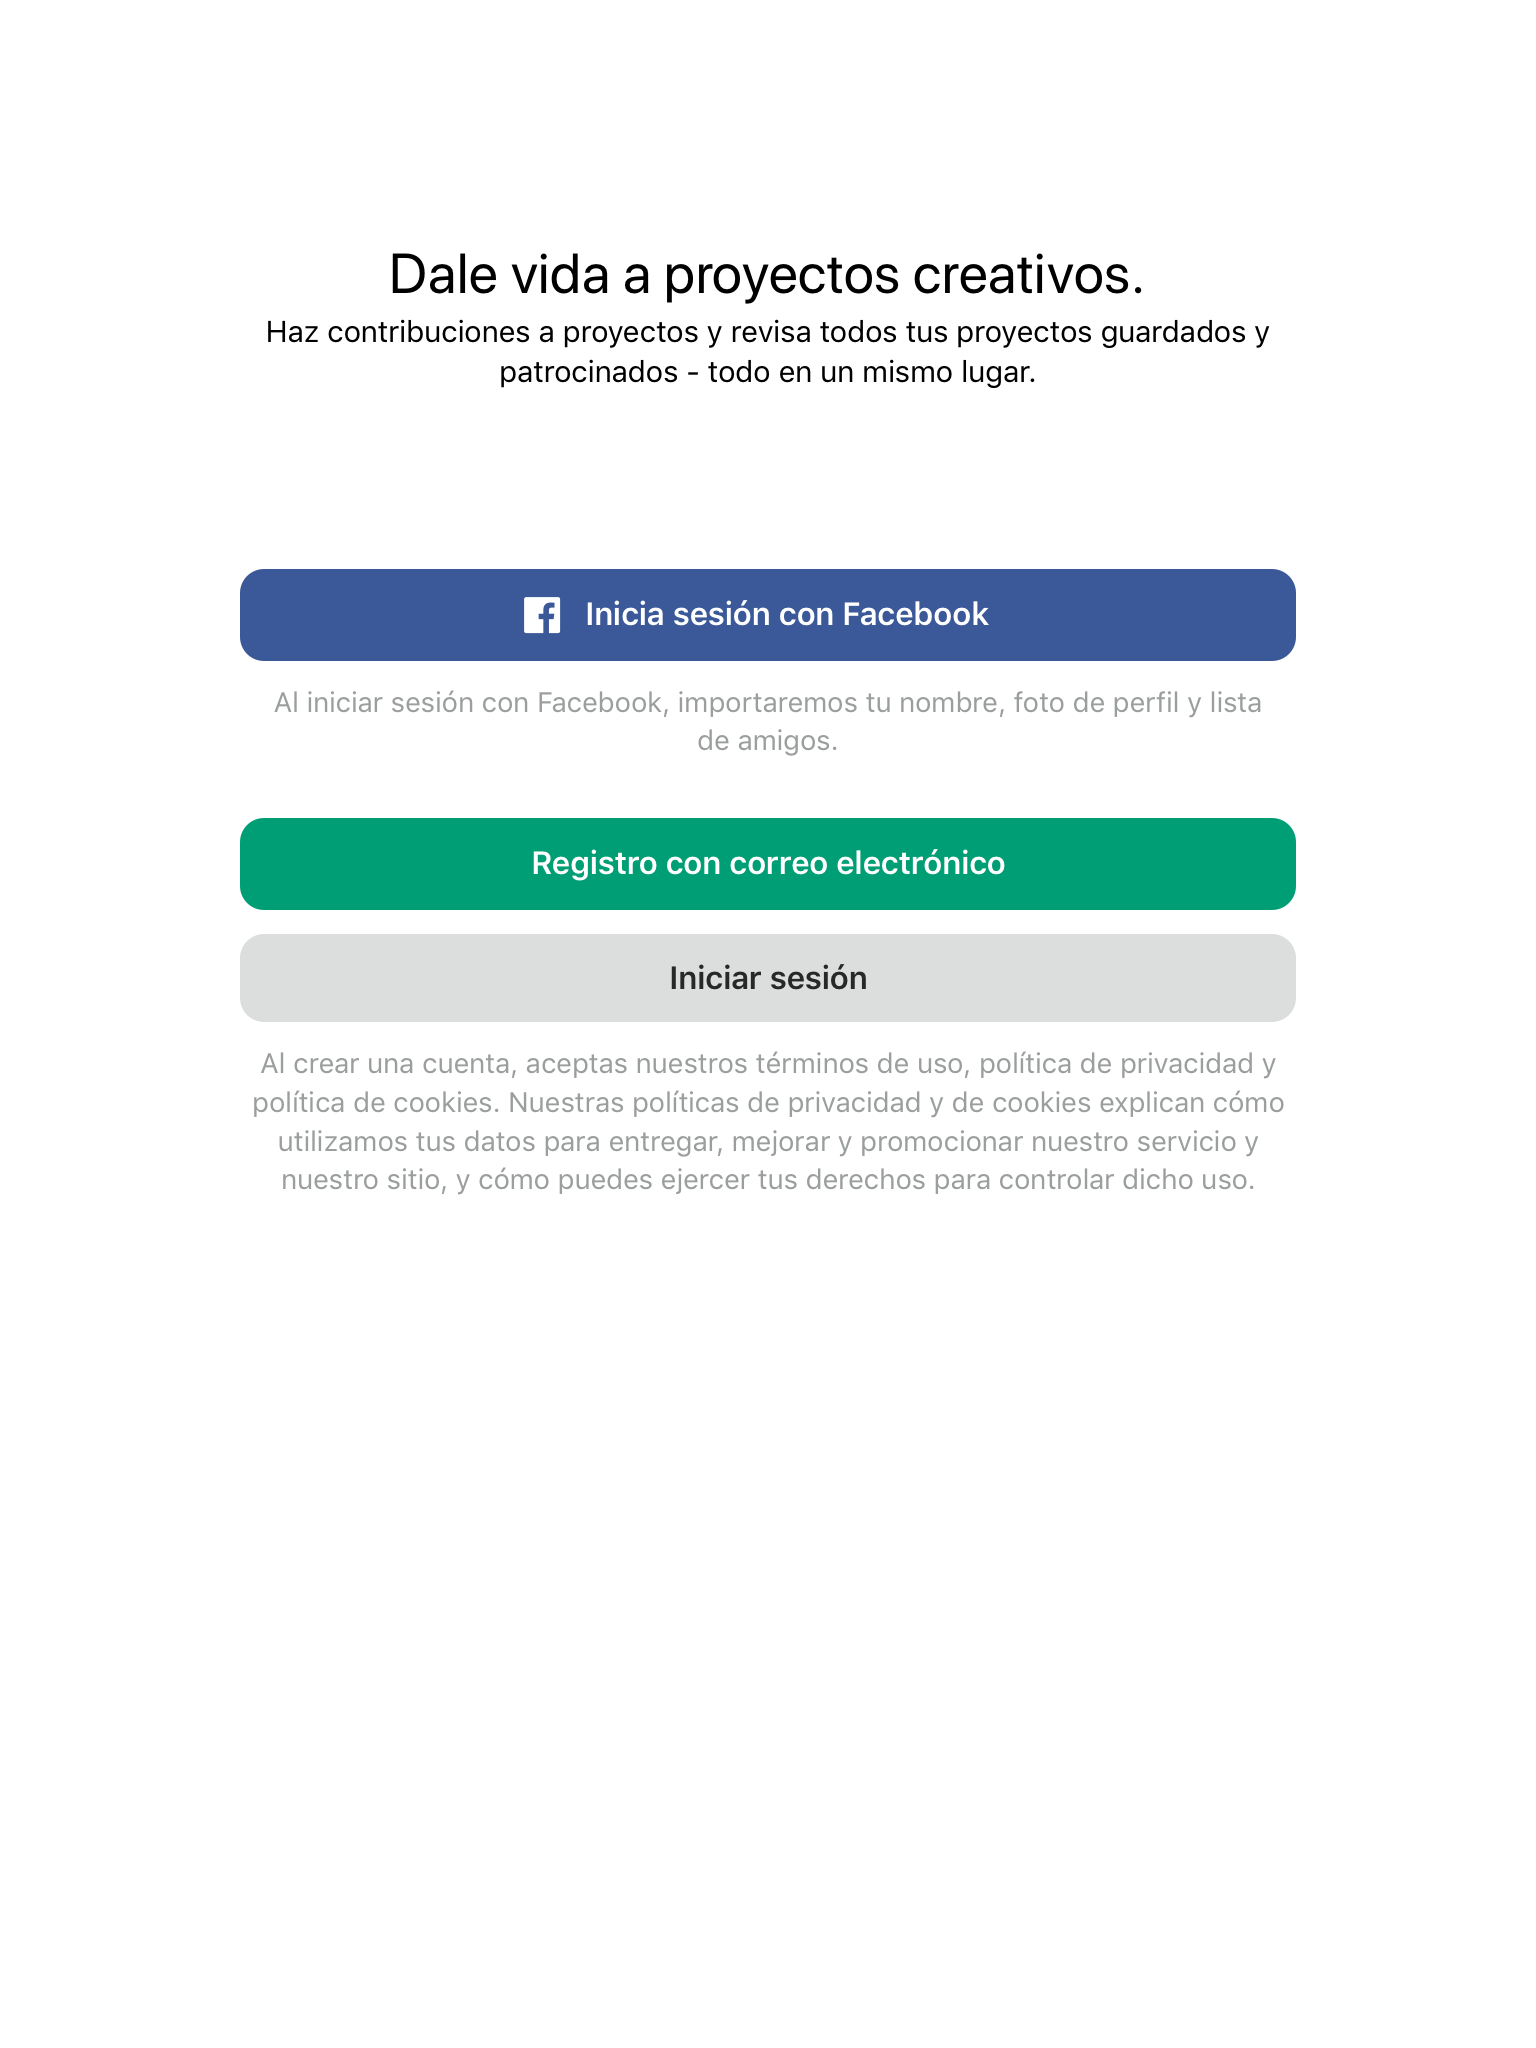 Dale vida a proyectos creativos.
Haz contribuciones a proyectos y revisa todos tus proyectos guardados y
patrocinados - todo en un mismo lugar.
Inicia sesión con Facebook
Al iniciar sesión con Facebook, importaremos tu nombre, foto de perfil y lista
de amigos.
Registro con correo electrónico
Iniciar sesión
Al crear una cuenta, aceptas nuestros términos de uso, política de privacidad y
política de cookies. Nuestras políticas de privacidad y de cookies explican cómo
utilizamos tus datos para entregar, mejorar y promocionar nuestro servicio y
nuestro sitio, y cómo puedes ejercer tus derechos para controlar dicho uso.